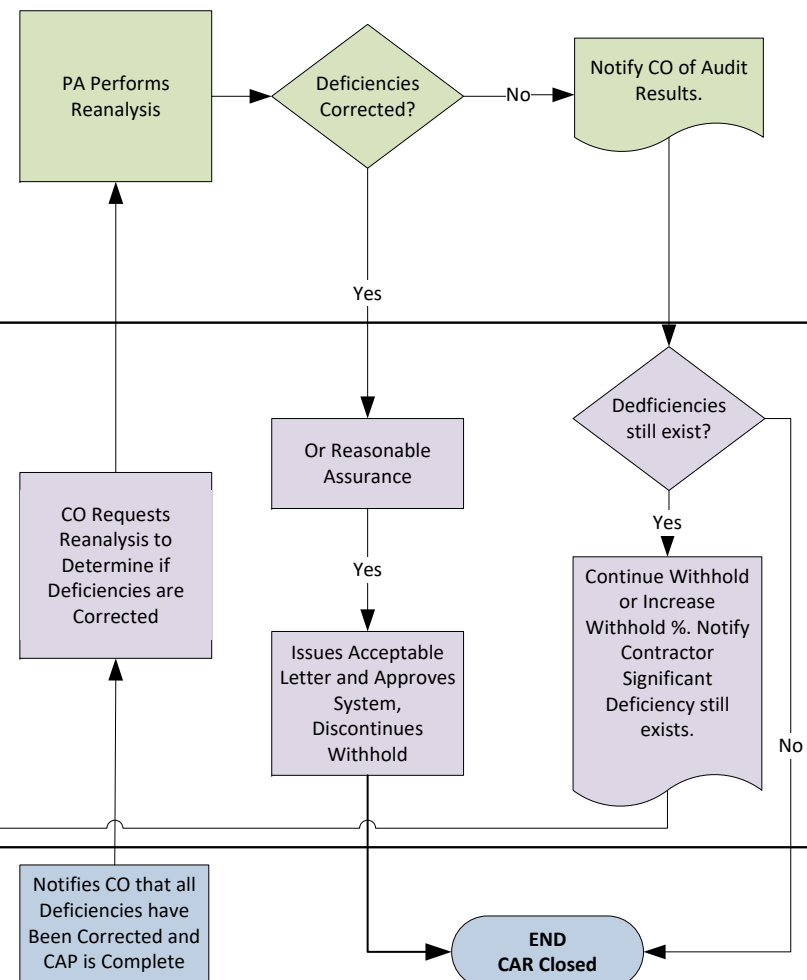 PA Performs
Reanalysis
Deficiencies
Corrected?
No
Notify CO of Audit
Results.
Yes
Dedficiencies
still exist?
Or Reasonable
Assurance
CO Requests
Reanalysis to
Determine if
Deficiencies are
Corrected
Yes
Yes
Continue Withhold
or Increase
Withhold %. Notify
Contractor
Significant
Deficiency still
exists.
Issues Acceptable
Letter and Approves
System,
Discontinues
Withhold
No
Notifies CO that all
Deficiencies have
Been Corrected and
CAP is Complete
END
CAR Closed